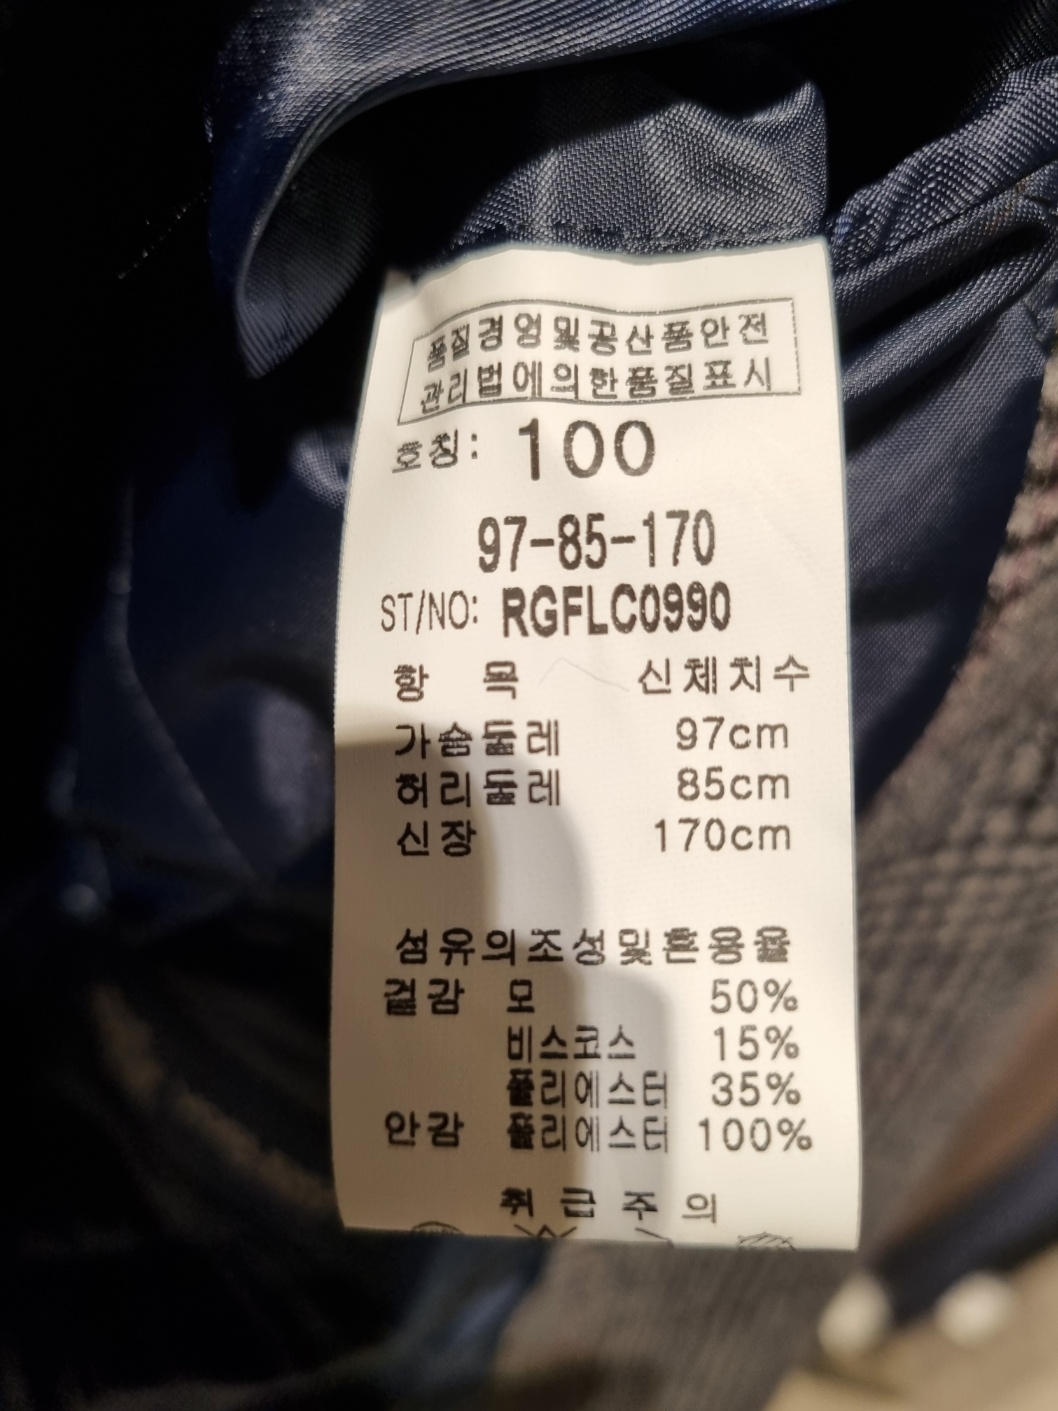 품질경영및공산품안전
관리법에의한품질표시
호칭: 100
97-85-170
ST/NO: RGFLC0990
항 목 신체치수
가슴둘레 97cm
허리둘레 85cm
신장 170cm
섬유의조성및혼용율
겉감 모 50%
비스코스 15%
폴리에스터 35%
안감 폴리에스터 100%
취급주의